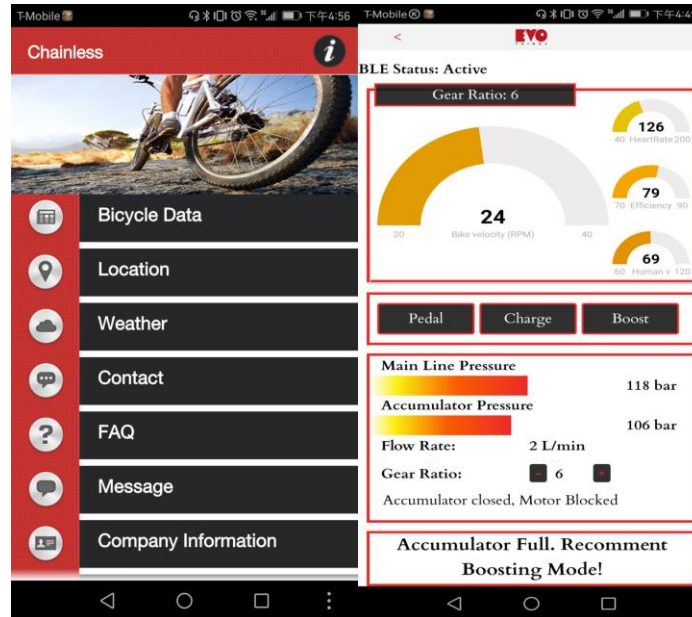 T-Mobile
下午4:56
Chainless
Bicycle Data
Location
Weather
Contact
FAQ
Message
Company Information
T-Mobile
下午4:4
<
EVO
THINGS
BLE Status: Active
Gear Ratio: 6
24
20 Bike velocity (RPM) 40
126
40 HeartRate 200
79
70 Efficiency 90
69
60 Human v 120
Pedal Charge Boost
Main Line Pressure
118 bar
Accumulator Pressure
106 bar
Flow Rate: 2 L/min
Gear Ratio: - 6 +
Accumulator closed, Motor Blocked
Accumulator Full. Recomment
Boosting Mode!